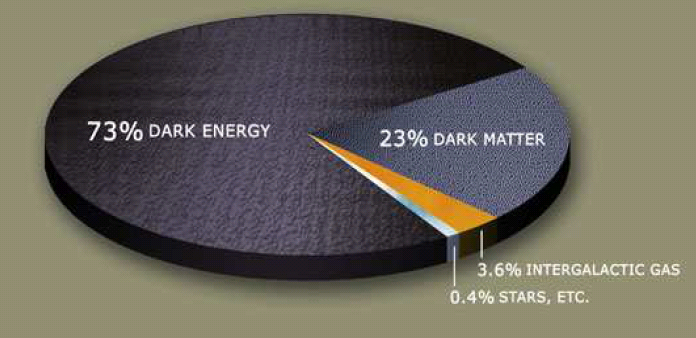 73% DARK ENERGY
23% DARK MATTER
3.6% INTERGALACTIC GAS
0.4% STARS, ETC.